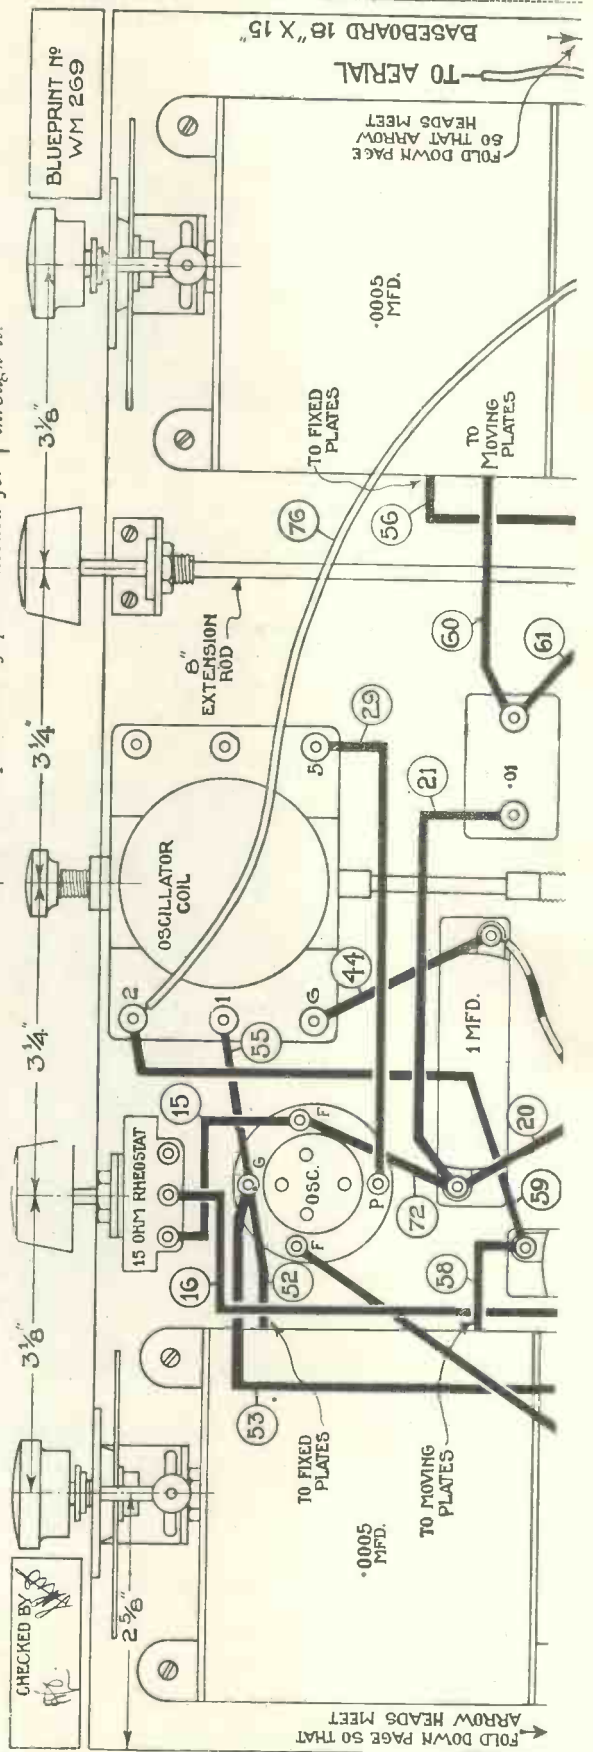 CHECKED BY
2⅝"
3⅛"
3¼"
3¼"
3⅛"
BLUEPRINT Nº
WM 269
FOLD DOWN PAGE SO THAT
ARROW HEADS MEET
·0005
MFD.
TO FIXED
PLATES
TO MOVING
PLATES
53
16
52
58
59
15 OHM RHEOSTAT
15
55
G
F
OSC.
F
P
72
20
2
1
6
OSCILLATOR
COIL
5
44
1 MFD.
29
21
·01
8"
EXTENSION
ROD
76
60
61
TO FIXED
PLATES
56
TO
MOVING
PLATES
·0005
MFD.
FOLD DOWN PAGE
SO THAT ARROW
HEADS MEET
TO AERIAL
BASEBOARD 18" X 15"